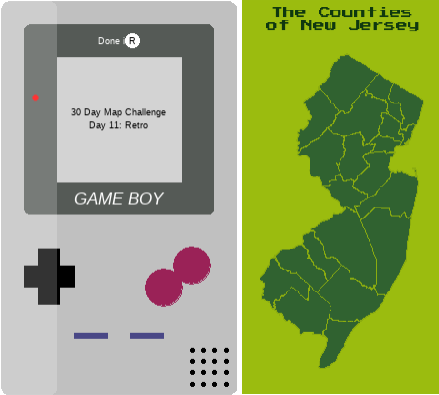 Done i R
30 Day Map Challenge
Day 11: Retro
GAME BOY
The Counties
of New Jersey